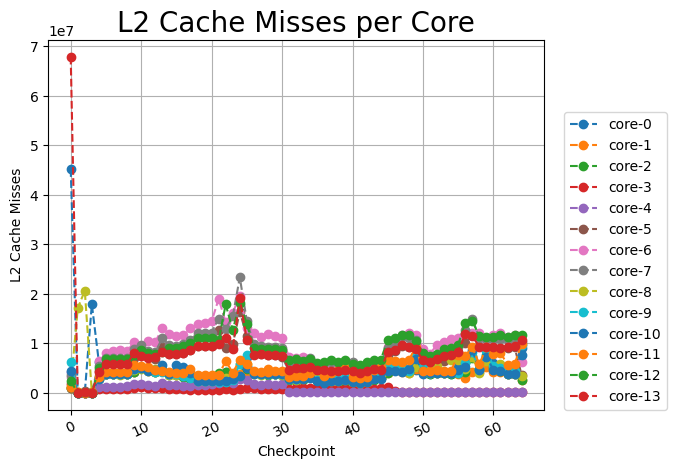 L2 Cache Misses per Core
1e7
7
6
5
4
3
2
1
0
L2 Cache Misses
0
10
20
30
40
50
60
Checkpoint
core-0
core-1
core-2
core-3
core-4
core-5
core-6
core-7
core-8
core-9
core-10
core-11
core-12
core-13